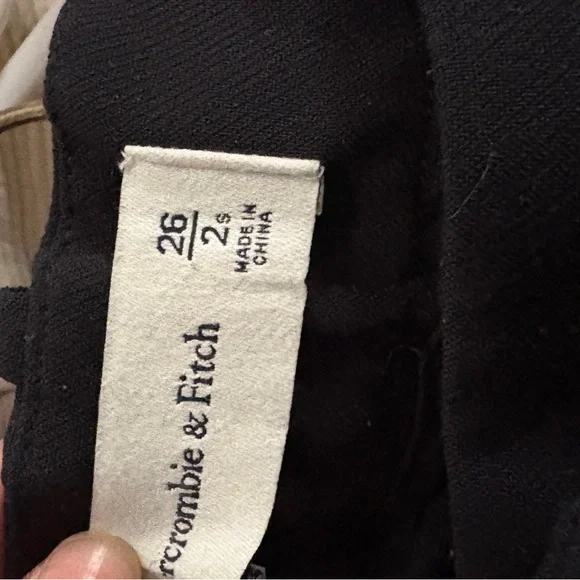 rcrombie & Fitch
26
2s
MADE IN
CHINA